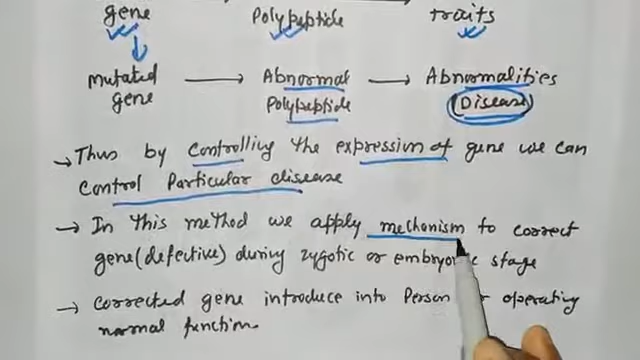 gene → Polypeptide → traits
Mutated → Abnormal → Abnormalities
gene Polypeptide (Disease)
→ Thus by controlling the expression of gene we can
control Particular disease
→ In this method we apply mechanism to correct
gene (defective) during zygotic or embryonic stage
→ corrected gene introduce into Person operating
normal function.